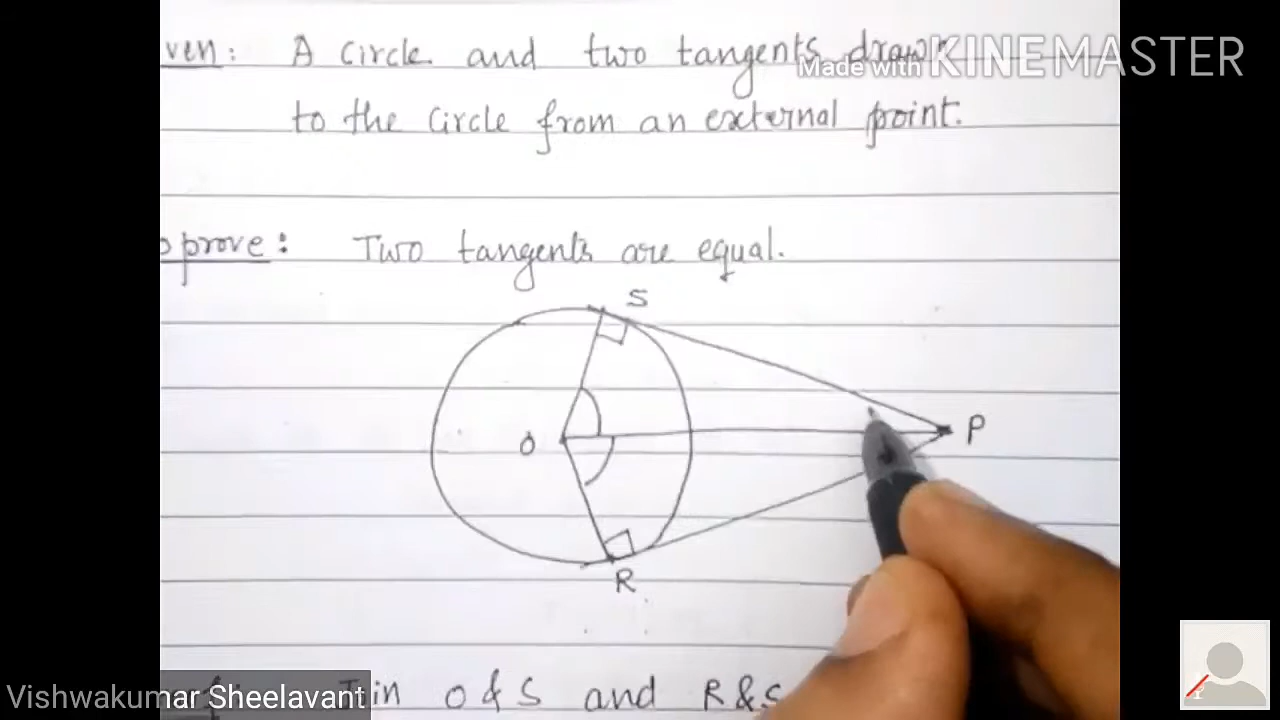 ven: A circle and two tangents drawn
Made with KINEMASTER
to the circle from an external point.
o prove: Two tangents are equal.
S
O
P
R
Join O & S and R & S
Vishwakumar Sheelavant